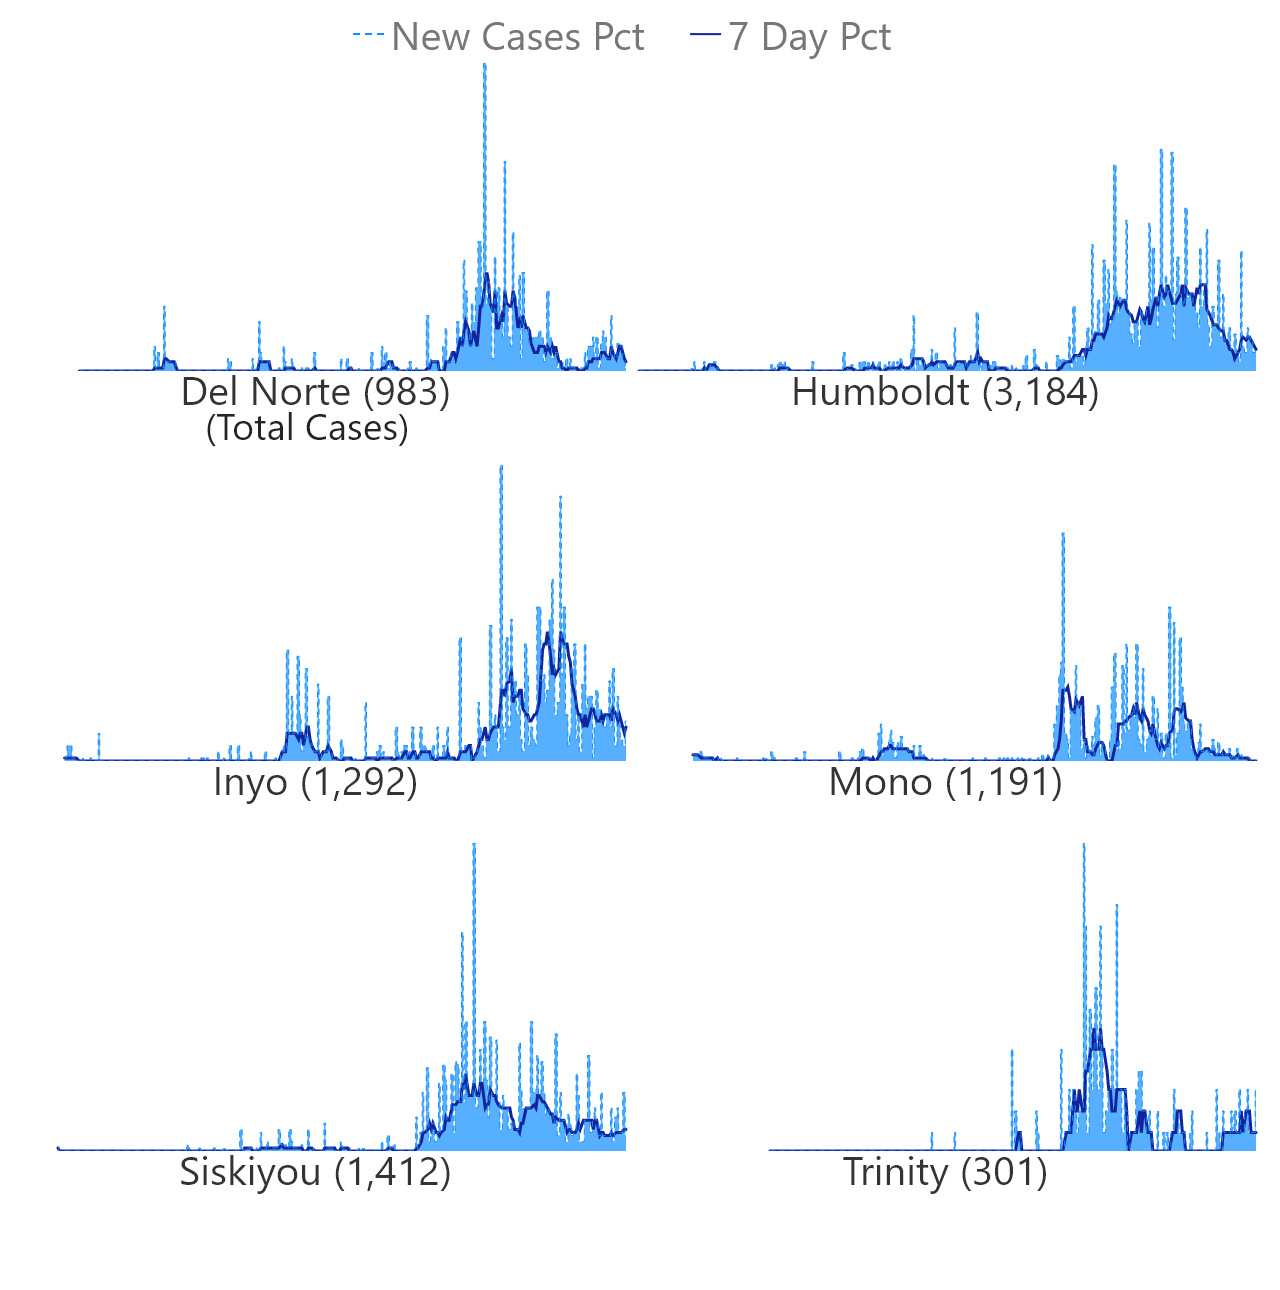 New Cases Pct 7 Day Pct
Del Norte (983) Humboldt (3,184)
(Total Cases)
Inyo (1,292) Mono (1,191)
Siskiyou (1,412) Trinity (301)